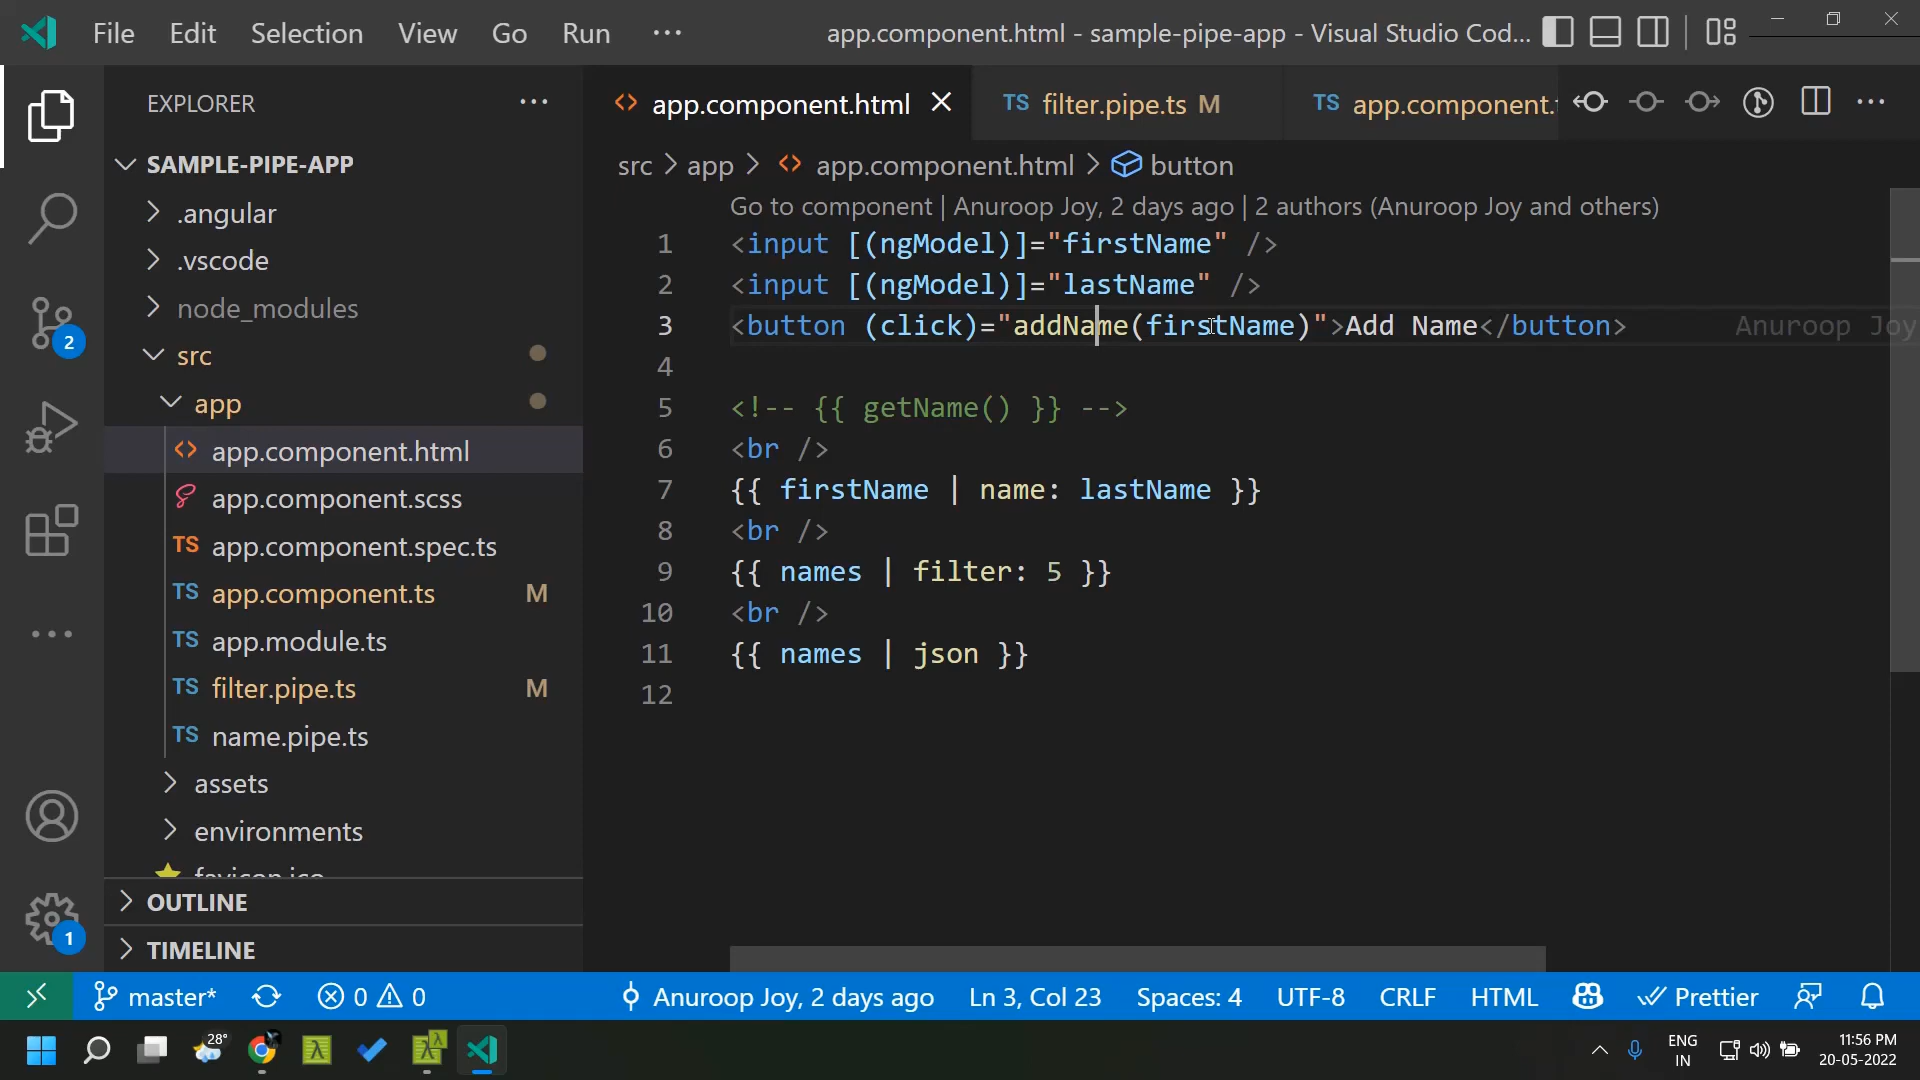 File Edit Selection View Go Run ···
app.component.html - sample-pipe-app - Visual Studio Cod...
EXPLORER ···
SAMPLE-PIPE-APP
.angular
.vscode
node_modules
src
app
app.component.html
app.component.scss
TS app.component.spec.ts
TS app.component.ts M
TS app.module.ts
TS filter.pipe.ts M
TS name.pipe.ts
assets
environments
favicon.ico
OUTLINE
TIMELINE
2
1
app.component.html
TS filter.pipe.ts M
TS app.component.
src > app > app.component.html > button
Go to component | Anuroop Joy, 2 days ago | 2 authors (Anuroop Joy and others)
1 <input [(ngModel)]="firstName" />
2 <input [(ngModel)]="lastName" />
3 <button (click)="addName(firstName)">Add Name</button> Anuroop Joy
4
5 <!-- {{ getName() }} -->
6 <br />
7 {{ firstName | name: lastName }}
8 <br />
9 {{ names | filter: 5 }}
10 <br />
11 {{ names | json }}
12
master* 0 0 Anuroop Joy, 2 days ago Ln 3, Col 23 Spaces: 4 UTF-8 CRLF HTML Prettier
28°
ENG
IN
11:56 PM
20-05-2022